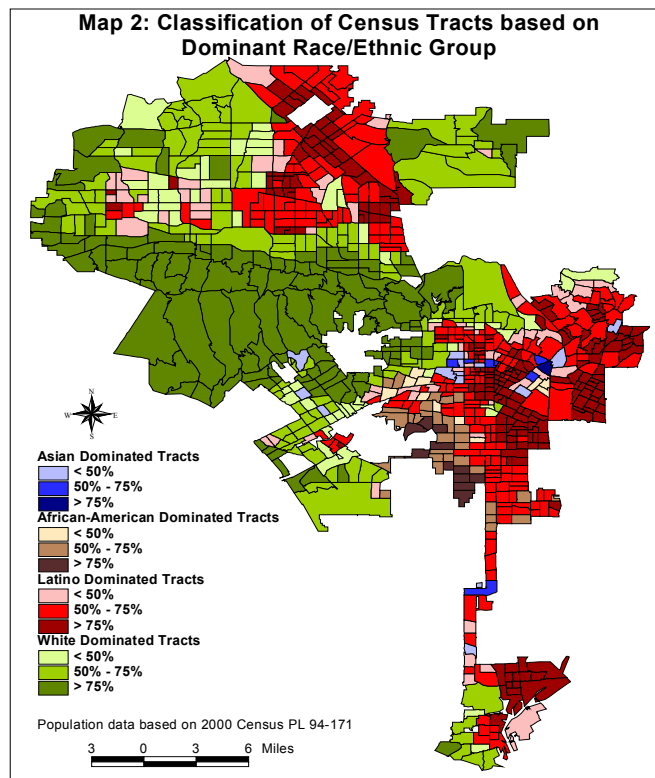 Map 2: Classification of Census Tracts based on
Dominant Race/Ethnic Group
N
W E
S
Asian Dominated Tracts
< 50%
50% - 75%
> 75%
African-American Dominated Tracts
< 50%
50% - 75%
> 75%
Latino Dominated Tracts
< 50%
50% - 75%
> 75%
White Dominated Tracts
< 50%
50% - 75%
> 75%
Population data based on 2000 Census PL 94-171
3 0 3 6 Miles